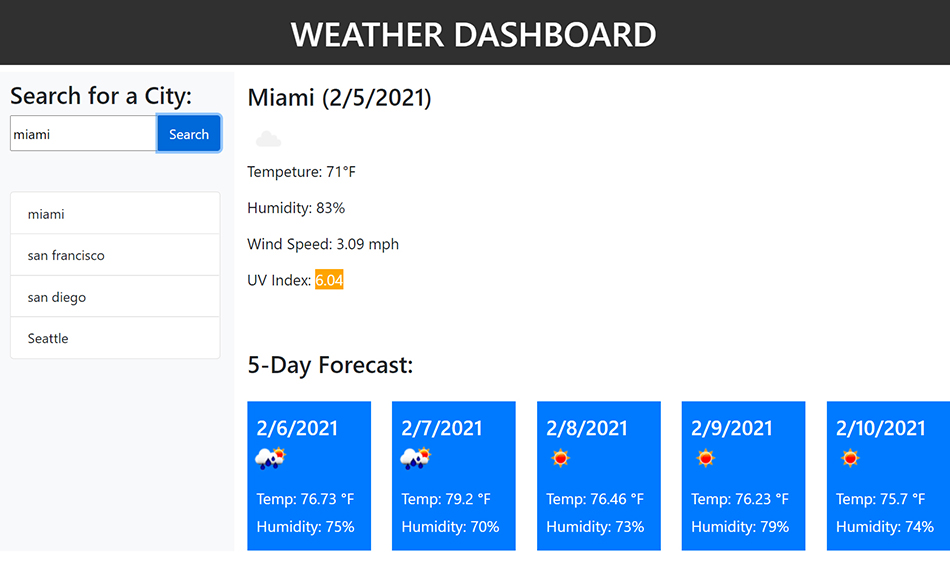 WEATHER DASHBOARD
Search for a City:
miami
Search
miami
san francisco
san diego
Seattle
Miami (2/5/2021)
Tempeture: 71°F
Humidity: 83%
Wind Speed: 3.09 mph
UV Index: 6.04
5-Day Forecast:
2/6/2021
Temp: 76.73 °F
Humidity: 75%
2/7/2021
Temp: 79.2 °F
Humidity: 70%
2/8/2021
Temp: 76.46 °F
Humidity: 73%
2/9/2021
Temp: 76.23 °F
Humidity: 79%
2/10/2021
Temp: 75.7 °F
Humidity: 74%